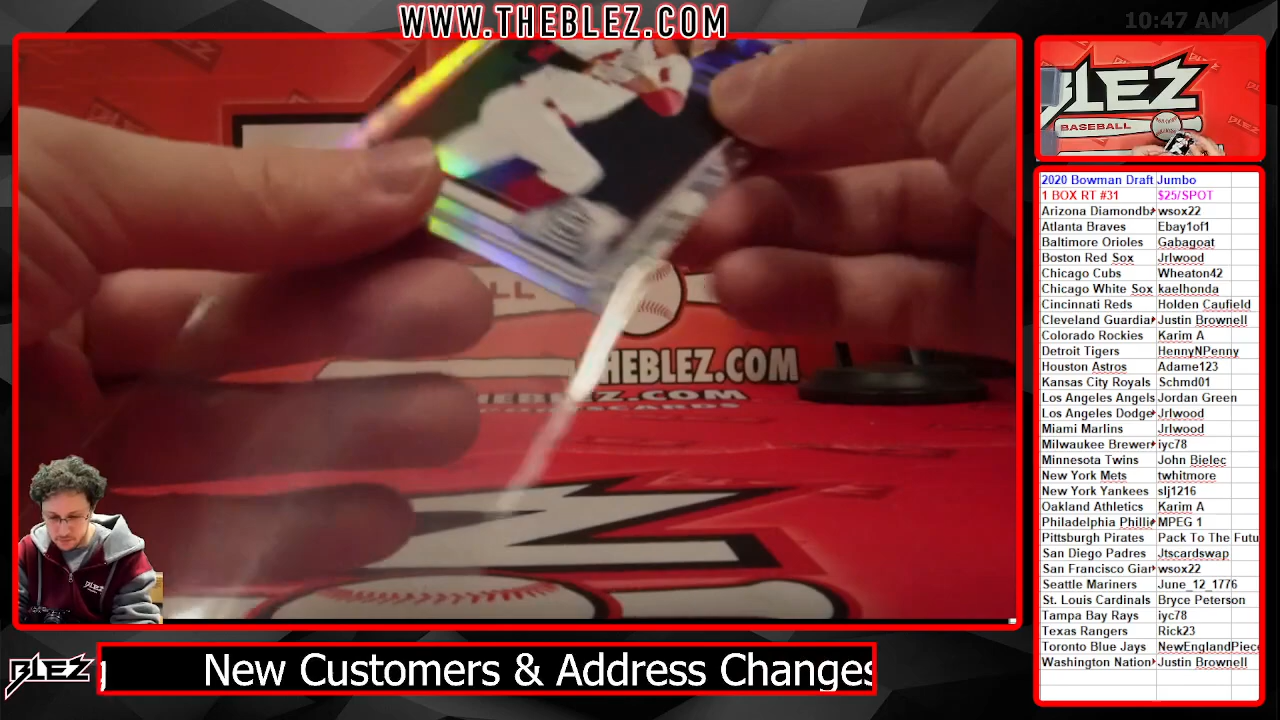 WWW.THEBLEZ.COM
10:47 AM
BLEZ
BASEBALL
THEBLEZ.COM
2020 Bowman Draft Jumbo
1 BOX RT #31 $25/SPOT
Arizona Diamondba wsox22
Atlanta Braves Ebay1of1
Baltimore Orioles Gabagoat
Boston Red Sox Jrlwood
Chicago Cubs Wheaton42
Chicago White Sox kaelhonda
Cincinnati Reds Holden Caufield
Cleveland Guardia Justin Brownell
Colorado Rockies Karim A
Detroit Tigers HennyNPenny
Houston Astros Adame123
Kansas City Royals Schmd01
Los Angeles Angels Jordan Green
Los Angeles Dodge Jrlwood
Miami Marlins Jrlwood
Milwaukee Brewer iyc78
Minnesota Twins John Bielec
New York Mets twhitmore
New York Yankees slj1216
Oakland Athletics Karim A
Philadelphia Philli MPEG 1
Pittsburgh Pirates Pack To The Futu
San Diego Padres Jtscardswap
San Francisco Gian wsox22
Seattle Mariners June_12_1776
St. Louis Cardinals Bryce Peterson
Tampa Bay Rays iyc78
Texas Rangers Rick23
Toronto Blue Jays NewEnglandPiec
Washington Nation Justin Brownell
BLEZ
New Customers & Address Changes